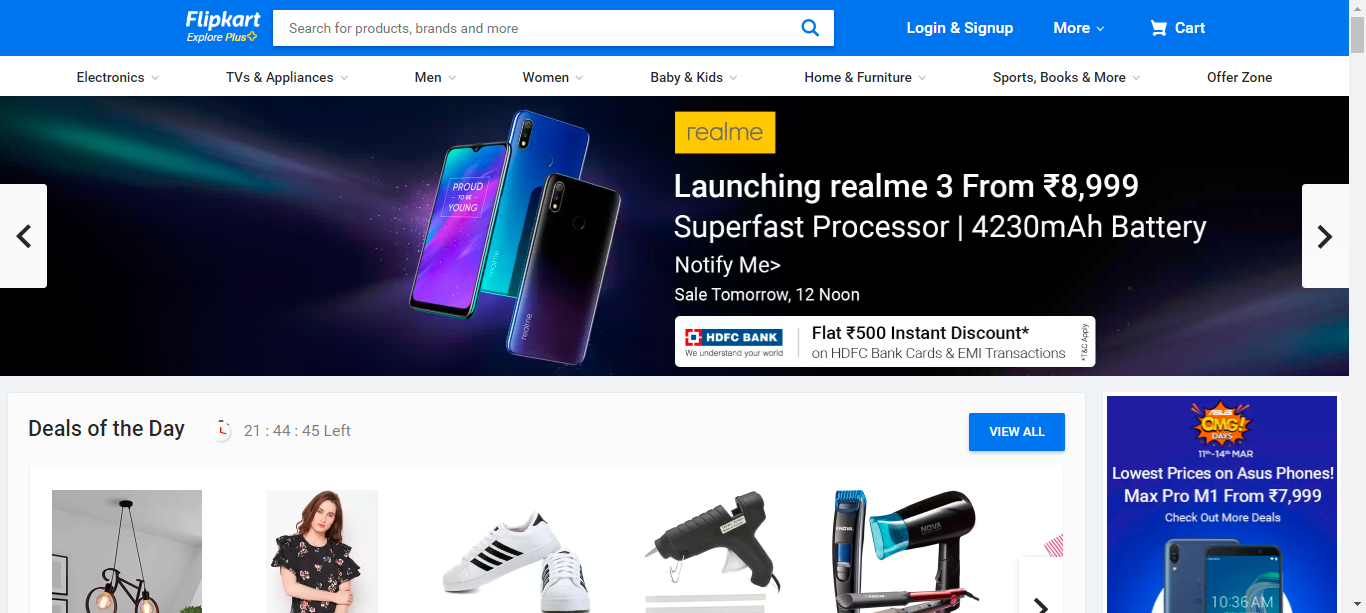 Flipkart
Explore Plus
Search for products, brands and more
Login & Signup
More
Cart
Electronics
TVs & Appliances
Men
Women
Baby & Kids
Home & Furniture
Sports, Books & More
Offer Zone
PROUD
TO BE
YOUNG
realme
realme
realme
Launching realme 3 From ₹8,999
Superfast Processor | 4230mAh Battery
Notify Me>
Sale Tomorrow, 12 Noon
HDFC BANK
We understand your world
Flat ₹500 Instant Discount*
on HDFC Bank Cards & EMI Transactions
*T&C Apply
Deals of the Day
21 : 44 : 45 Left
VIEW ALL
NOVA
NOVA
ASUS
OMG!
DAYS
11th-14th MAR
Lowest Prices on Asus Phones!
Max Pro M1 From ₹7,999
Check Out More Deals
10:36 AM